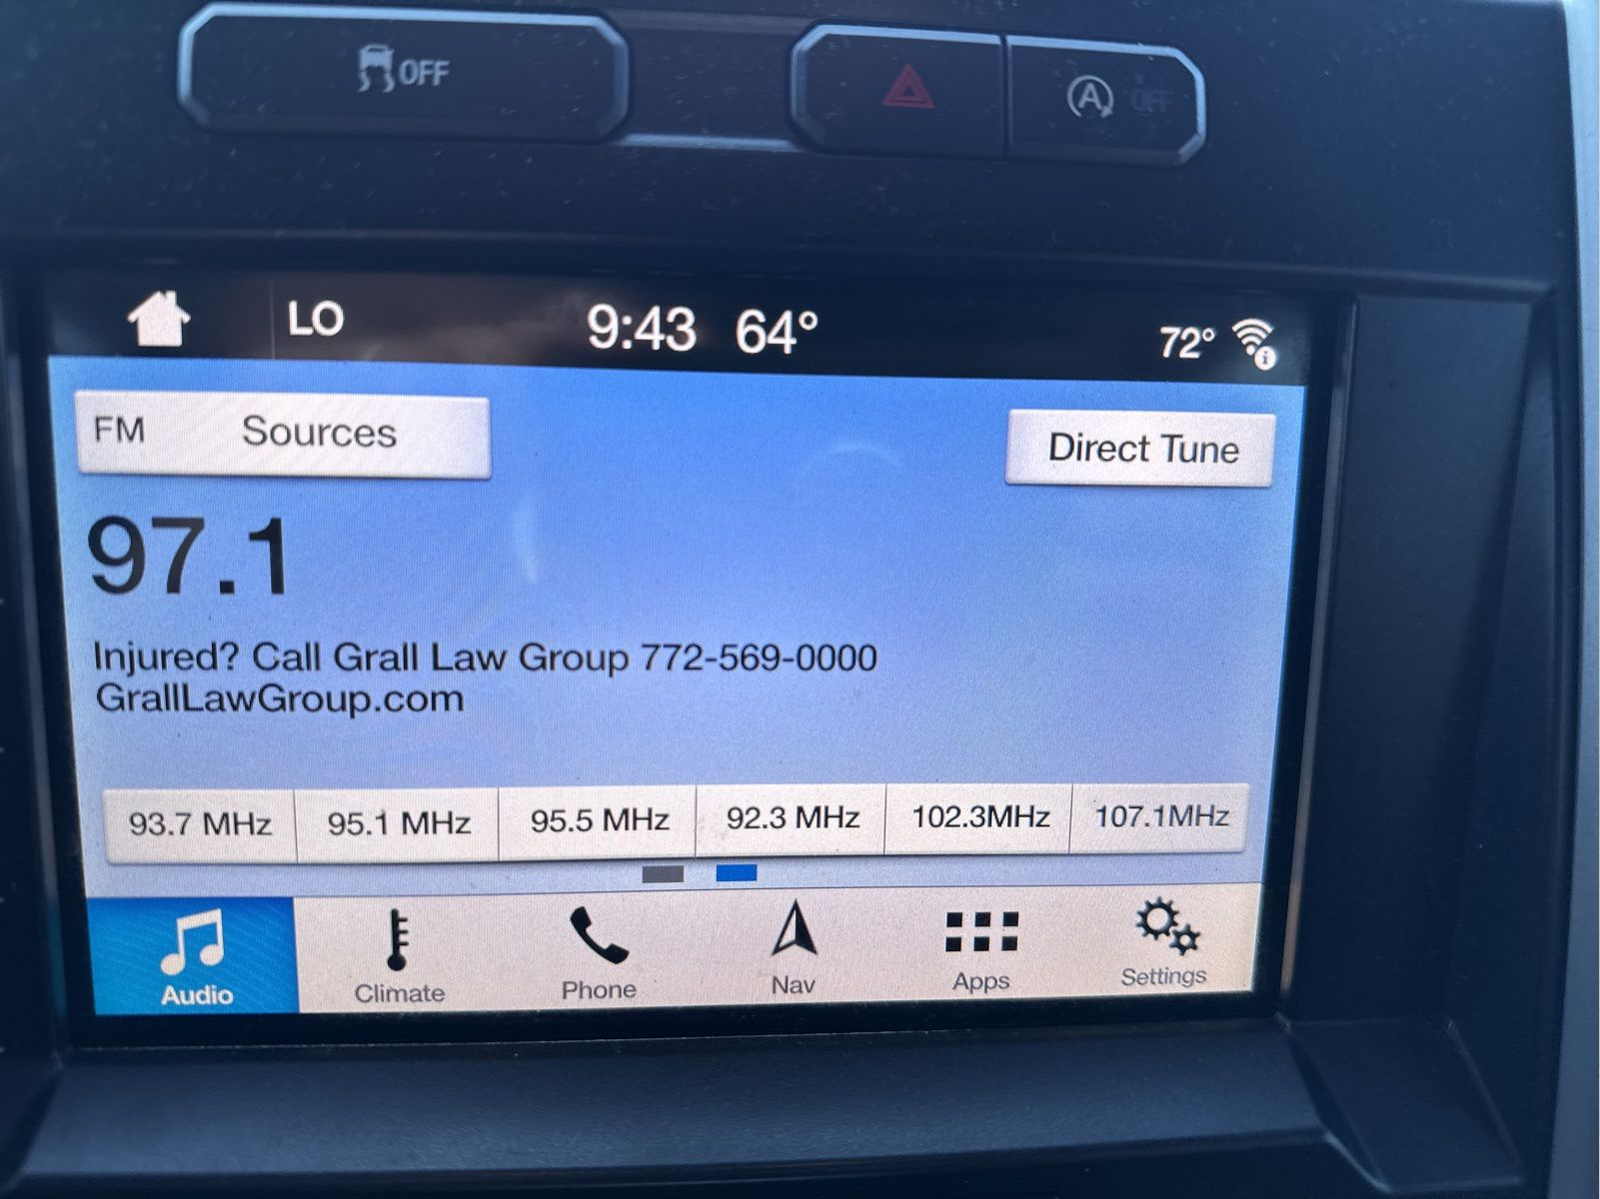 OFF
A OFF
LO 9:43 64° 72°
FM Sources Direct Tune
97.1
Injured? Call Grall Law Group 772-569-0000
GrallLawGroup.com
93.7 MHz 95.1 MHz 95.5 MHz 92.3 MHz 102.3MHz 107.1MHz
Audio Climate Phone Nav Apps Settings